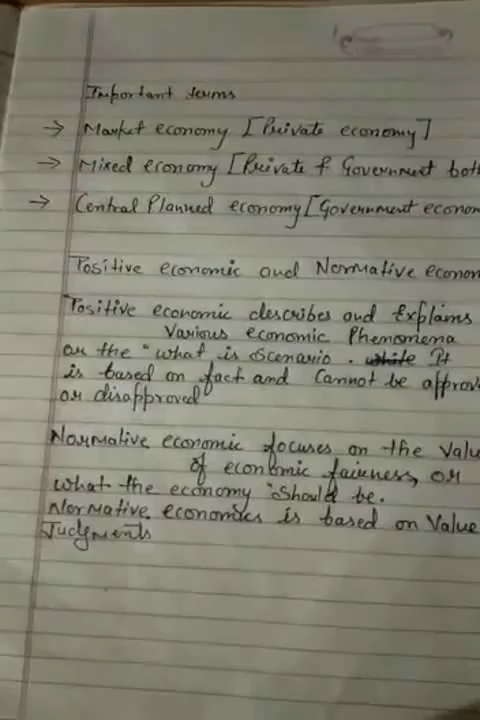 Important terms
→ Market economy [Private economy]
→ Mixed economy [Private & Government both
→ Central Planned economy [Government econom
Positive economic and Normative econom
Positive economic describes and Explains
Various economic Phenomena
or the "what is Scenario. while It
is based on fact and Cannot be approv
or disapproved
Normative economic focuses on the Value
of economic fairness, or
what the economy "Should be.
Normative economics is based on Value
Judgments